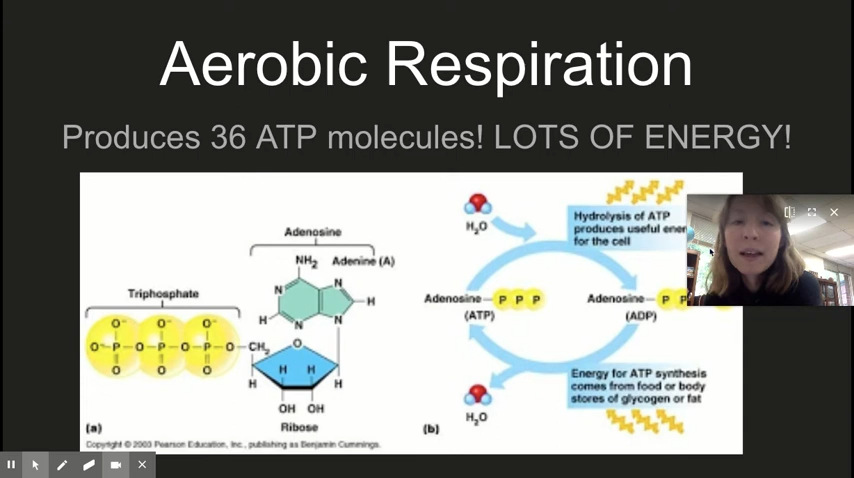 Aerobic Respiration
Produces 36 ATP molecules! LOTS OF ENERGY!
Adenosine
NH₂ Adenine (A)
N
N
H
H
N
N
Triphosphate
O⁻ O⁻ O⁻
O⁻ P O P O P O CH₂
O O O
O
H H H H
OH OH
Ribose
(a)
H₂O
Hydrolysis of ATP
produces useful ener
for the cell
Adenosine P P P
(ATP)
Adenosine P P
(ADP)
Energy for ATP synthesis
comes from food or body
stores of glycogen or fat
H₂O
(b)
Copyright © 2003 Pearson Education, Inc., publishing as Benjamin Cummings.